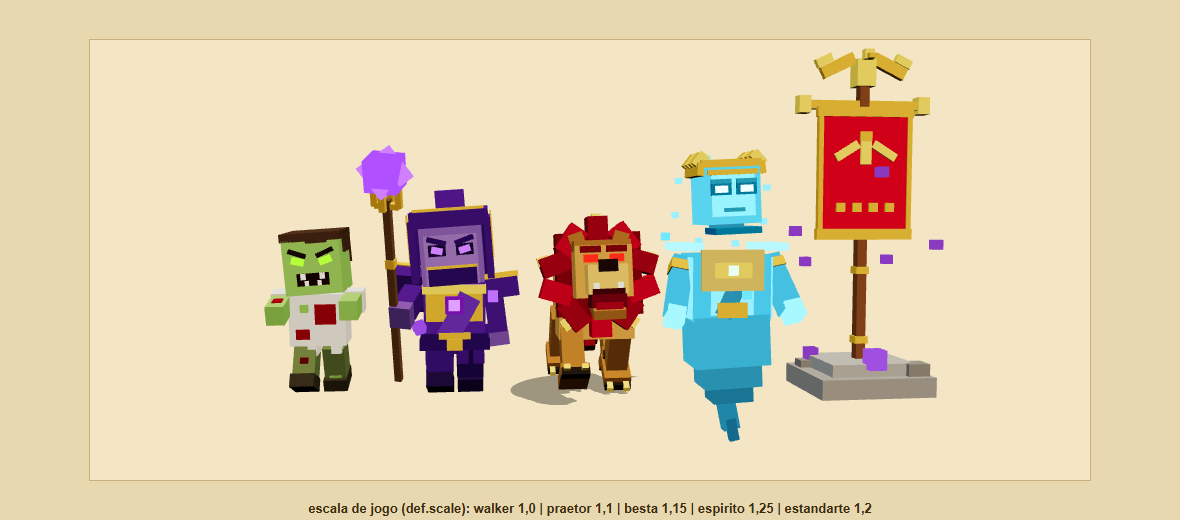 escala de jogo (def.scale): walker 1,0 | praetor 1,1 | besta 1,15 | espirito 1,25 | estandarte 1,2